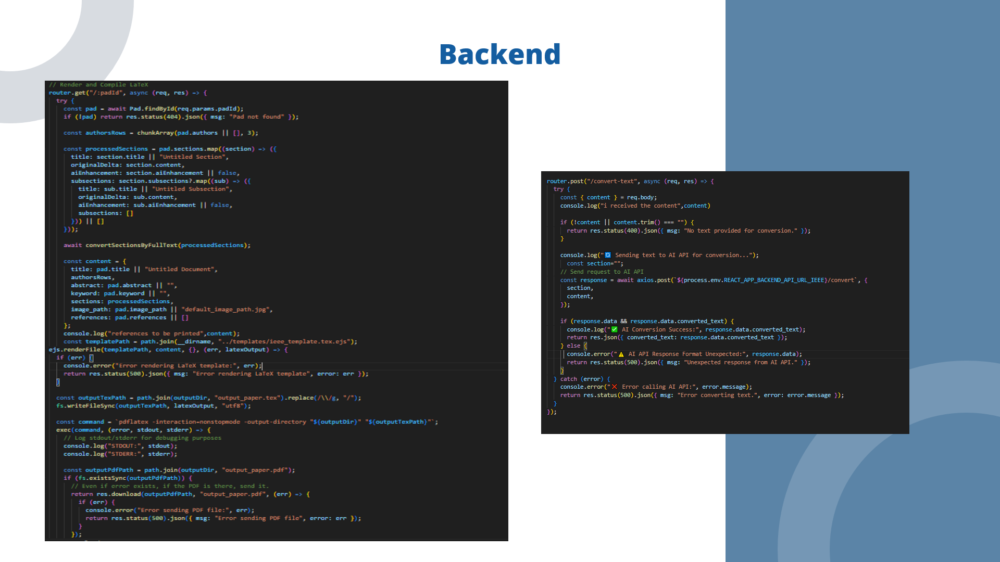 Backend
// Render and Compile LaTeX
router.get("/:padId", async (req, res) => {
try {
const pad = await Pad.findById(req.params.padId);
if (!pad) return res.status(404).json({ msg: "Pad not found" });
const authorsRows = chunkArray(pad.authors || [], 3);
const processedSections = pad.sections.map((section) => ({
title: section.title || "Untitled Section",
originalDelta: section.content,
aiEnhancement: section.aiEnhancement || false,
subsections: section.subsections?.map((sub) => ({
title: sub.title || "Untitled Subsection",
originalDelta: sub.content,
aiEnhancement: sub.aiEnhancement || false,
subsections: []
})) || []
}));
await convertSectionsByFullText(processedSections);
const content = {
title: pad.title || "Untitled Document",
authorsRows,
abstract: pad.abstract || "",
keyword: pad.keyword || "",
sections: processedSections,
image_path: pad.image_path || "default_image_path.jpg",
references: pad.references || []
};
console.log("references to be printed",content);
const templatePath = path.join(__dirname, "../templates/ieee_template.tex.ejs");
ejs.renderFile(templatePath, content, {}, (err, latexOutput) => {
if (err) {
console.error("Error rendering LaTeX template:", err);
return res.status(500).json({ msg: "Error rendering LaTeX template", error: err });
}
const outputTexPath = path.join(outputDir, "output_paper.tex").replace(/\\/g, "/");
fs.writeFileSync(outputTexPath, latexOutput, "utf8");
const command = `pdflatex -interaction=nonstopmode -output-directory "${outputDir}" "${outputTexPath}"`;
exec(command, (error, stdout, stderr) => {
// Log stdout/stderr for debugging purposes
console.log("STDOUT:", stdout);
console.log("STDERR:", stderr);
const outputPdfPath = path.join(outputDir, "output_paper.pdf");
if (fs.existsSync(outputPdfPath)) {
// Even if error exists, if the PDF is there, send it.
return res.download(outputPdfPath, "output_paper.pdf", (err) => {
if (err) {
console.error("Error sending PDF file:", err);
return res.status(500).json({ msg: "Error sending PDF file", error: err });
}
});
router.post("/convert-text", async (req, res) => {
try {
const { content } = req.body;
console.log("i received the content",content)
if (!content || content.trim() === "") {
return res.status(400).json({ msg: "No text provided for conversion." });
}
console.log("🔄 Sending text to AI API for conversion...");
const section="";
// Send request to AI API
const response = await axios.post(`${process.env.REACT_APP_BACKEND_API_URL_IEEE}/convert`, {
section,
content,
});
if (response.data && response.data.converted_text) {
console.log("✅ AI Conversion Success:", response.data.converted_text);
return res.json({ converted_text: response.data.converted_text });
} else {
console.error("⚠️ AI API Response Format Unexpected:", response.data);
return res.status(500).json({ msg: "Unexpected response from AI API." });
}
} catch (error) {
console.error("❌ Error calling AI API:", error.message);
return res.status(500).json({ msg: "Error converting text.", error: error.message });
}
});